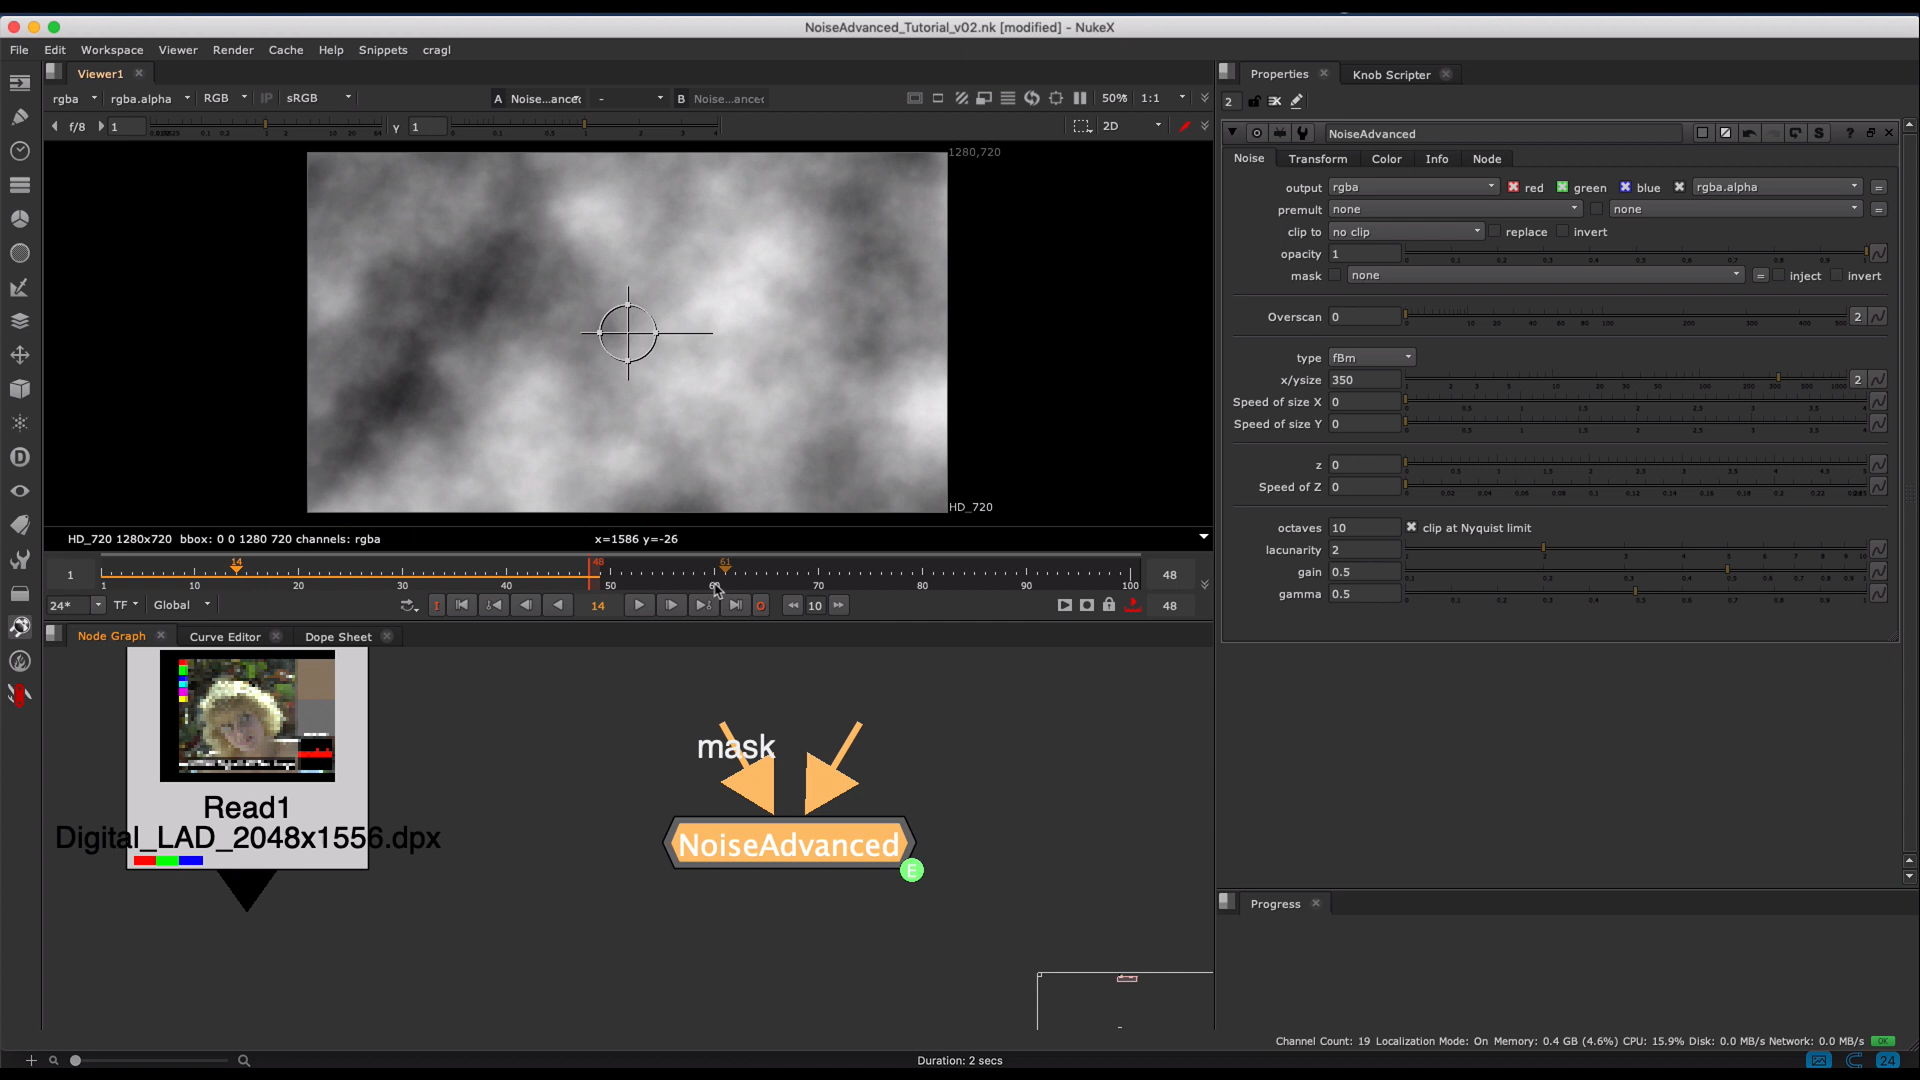 NoiseAdvanced_Tutorial_v02.nk [modified] - NukeX
File Edit Workspace Viewer Render Cache Help Snippets cragl
Viewer1
rgba rgba.alpha RGB IP sRGB A Noise...ance - B Noise...ance 50% 1:1
f/8 1 y 1 2D
1280,720
HD_720
HD_720 1280x720 bbox: 0 0 1280 720 channels: rgba x=1586 y=-26
14 48 61
1 1 10 20 30 40 50 60 70 80 90 100 48
24* TF Global I 14 O 10 48
Node Graph Curve Editor Dope Sheet
mask
Read1
Digital_LAD_2048x1556.dpx
NoiseAdvanced
E
Properties Knob Scripter
2
NoiseAdvanced S ?
Noise Transform Color Info Node
output rgba red green blue rgba.alpha =
premult none none =
clip to no clip replace invert
opacity 1
mask none = inject invert
Overscan 0 2
type fBm
x/ysize 350 2
Speed of size X 0
Speed of size Y 0
z 0
Speed of Z 0
octaves 10 clip at Nyquist limit
lacunarity 2
gain 0.5
gamma 0.5
Progress
Channel Count: 19 Localization Mode: On Memory: 0.4 GB (4.6%) CPU: 15.9% Disk: 0.0 MB/s Network: 0.0 MB/s OK
Duration: 2 secs
24